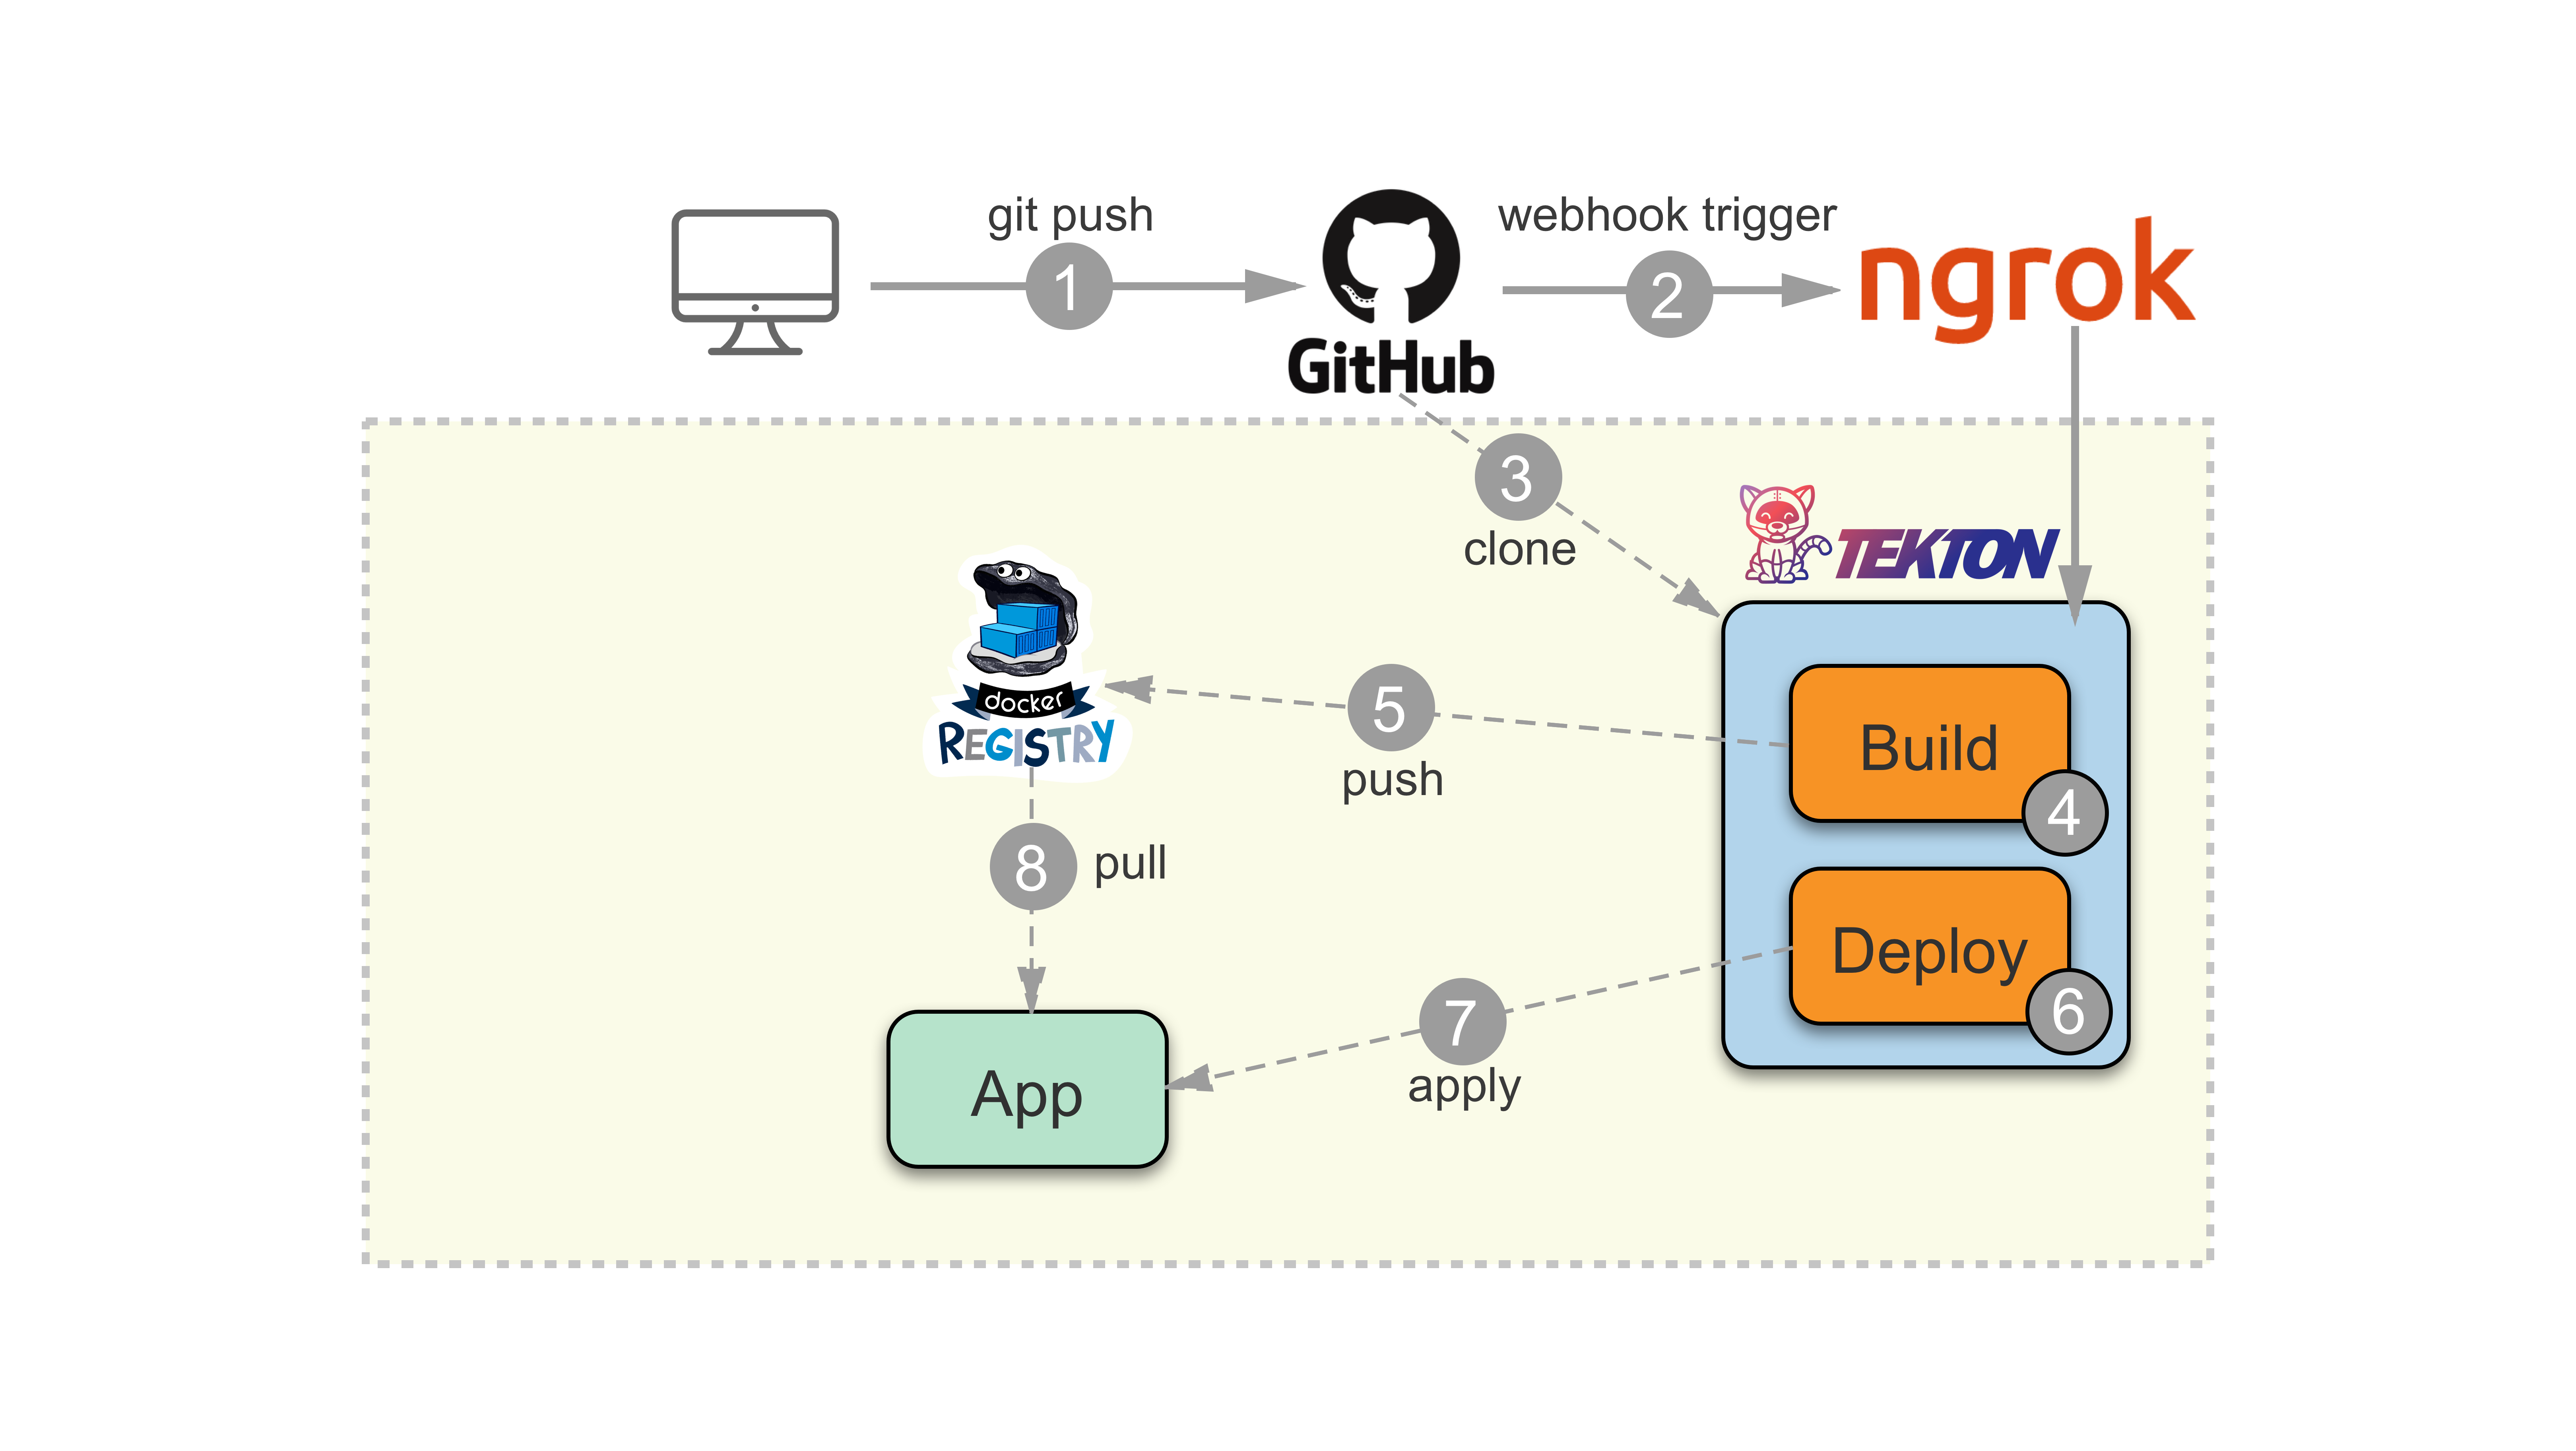 git push
1
GitHub
webhook trigger
2
ngrok
3
clone
TEKTON
docker
REGISTRY
5
push
Build
4
8
pull
Deploy
6
7
apply
App